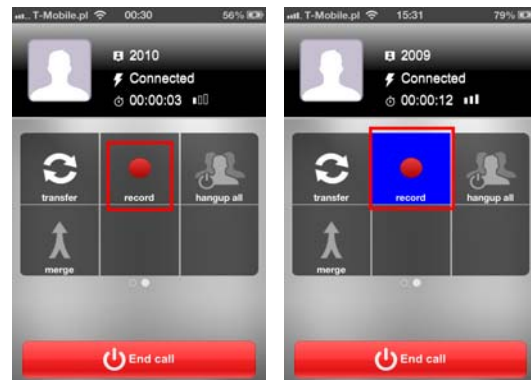 T-Mobile.pl 00:30 56%
2010
Connected
00:00:03
transfer record hangup all
merge
End call
T-Mobile.pl 15:31 79%
2009
Connected
00:00:12
transfer record hangup all
merge
End call